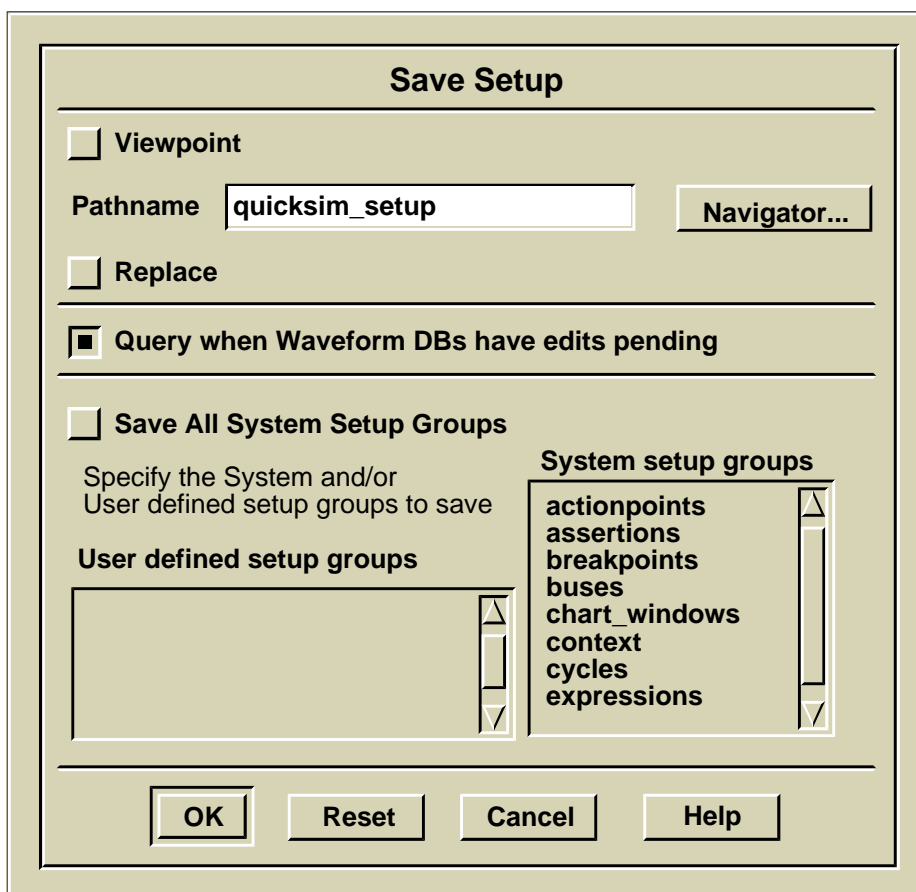 Save Setup
Viewpoint
Pathname quicksim_setup Navigator...
Replace
Query when Waveform DBs have edits pending
Save All System Setup Groups
Specify the System and/or
User defined setup groups to save
User defined setup groups
System setup groups
actionpoints
assertions
breakpoints
buses
chart_windows
context
cycles
expressions
OK Reset Cancel Help